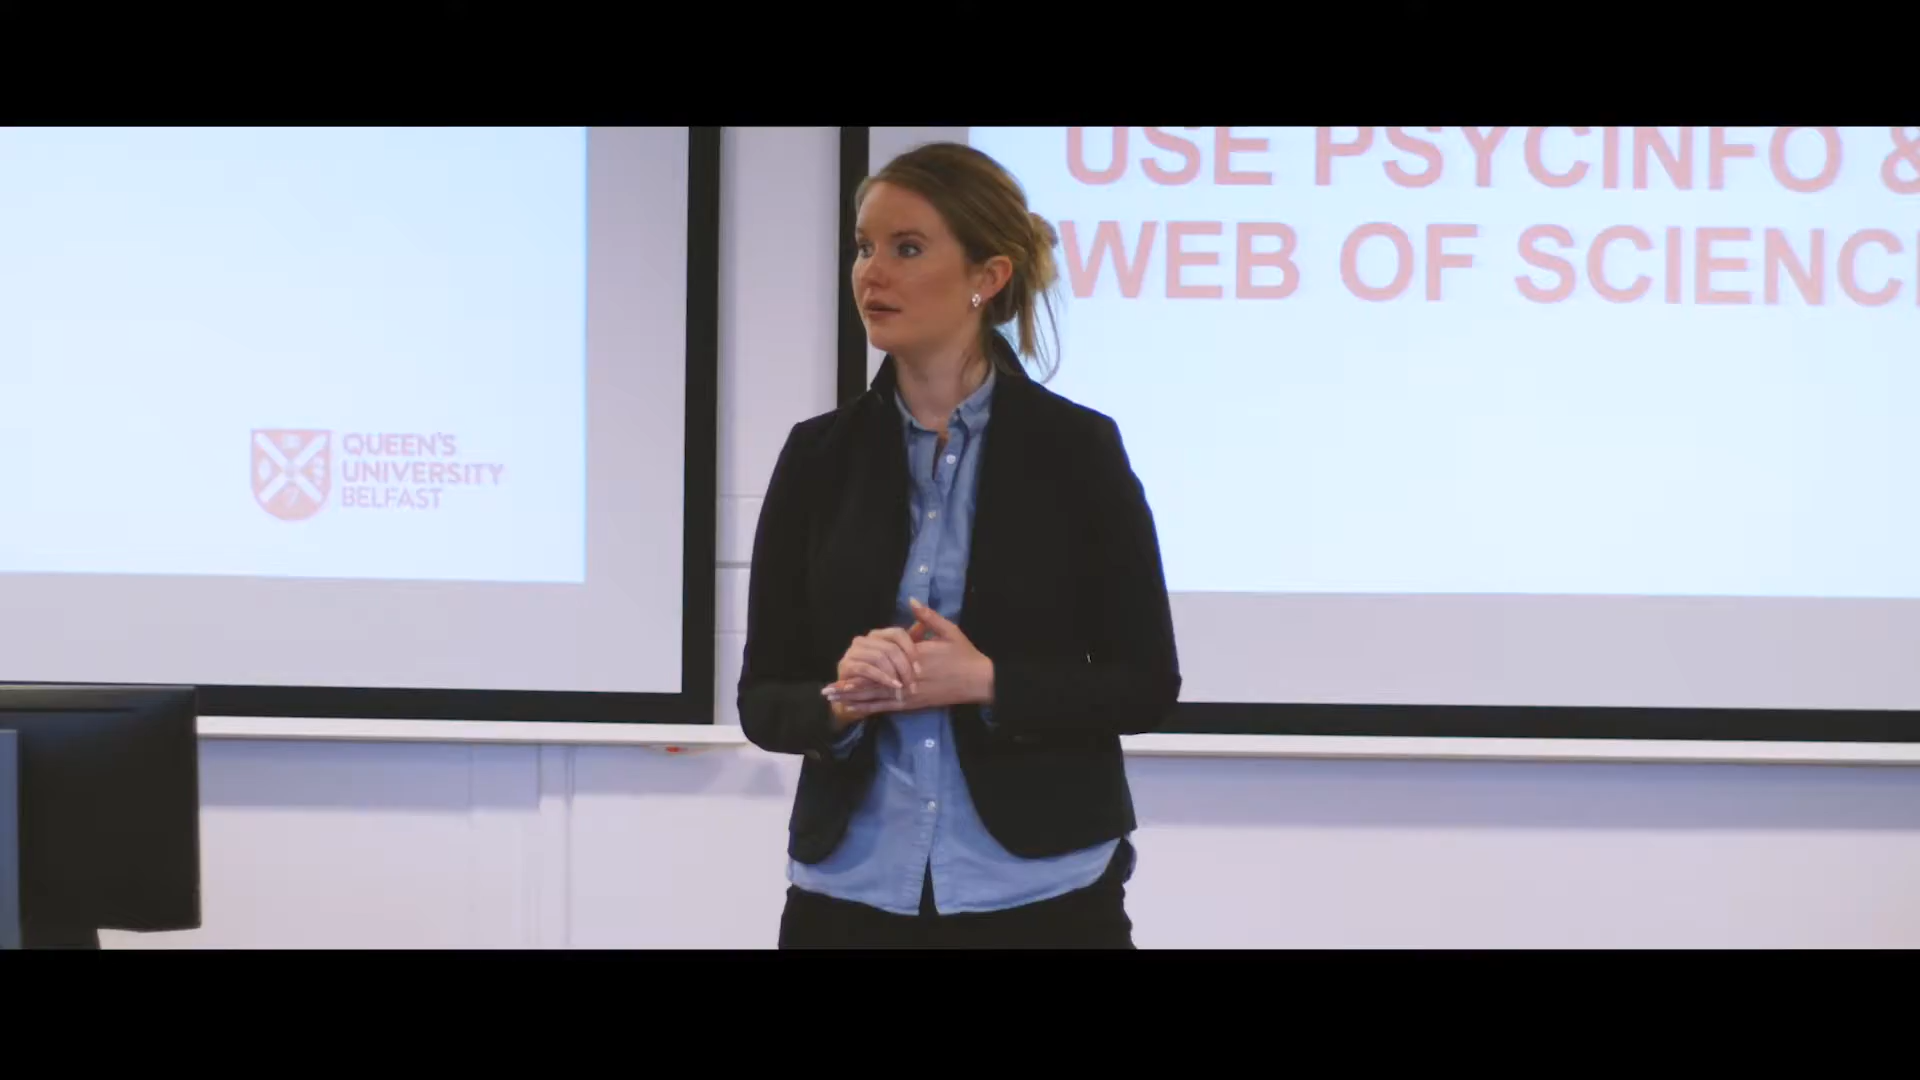 USE PSYCINFO &
WEB OF SCIENC
QUEEN'S
UNIVERSITY
BELFAST